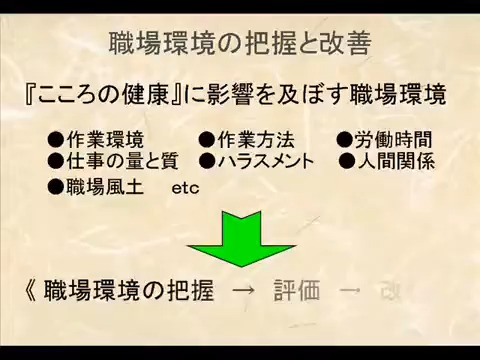 職場環境の把握と改善
『こころの健康』に影響を及ぼす職場環境
●作業環境 ●作業方法 ●労働時間
●仕事の量と質 ●ハラスメント ●人間関係
●職場風土 etc
《 職場環境の把握 → 評価 → 改